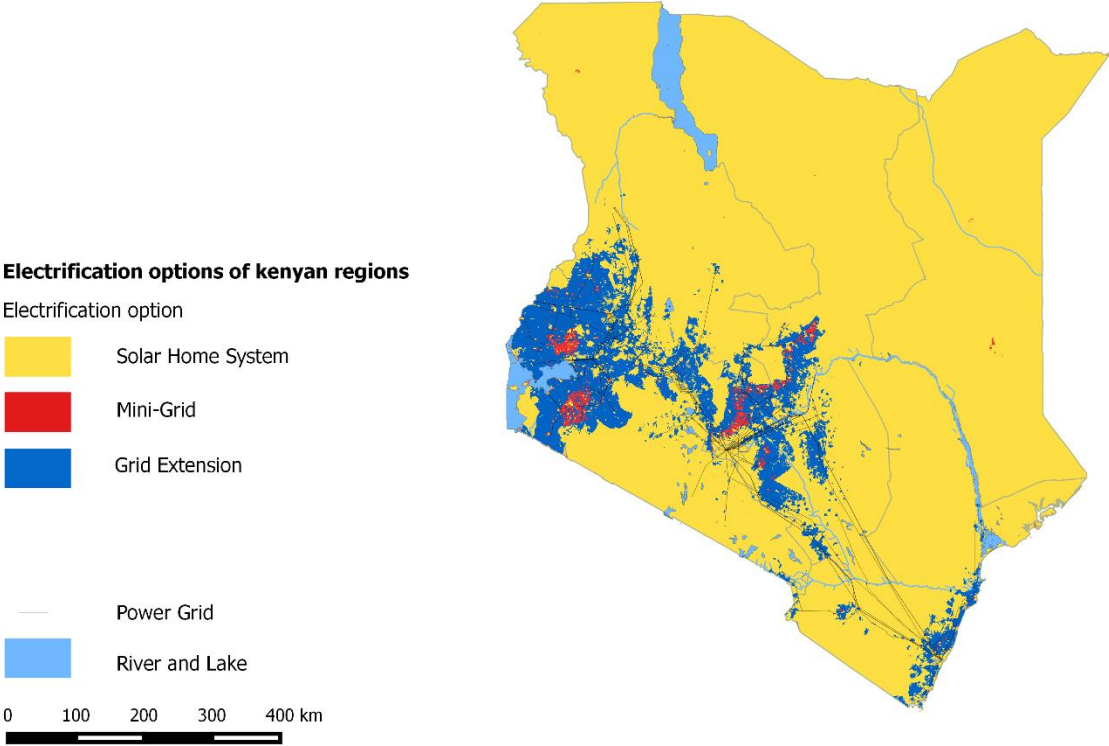 Electrification options of kenyan regions
Electrification option
Solar Home System
Mini-Grid
Grid Extension
Power Grid
River and Lake
0 100 200 300 400 km